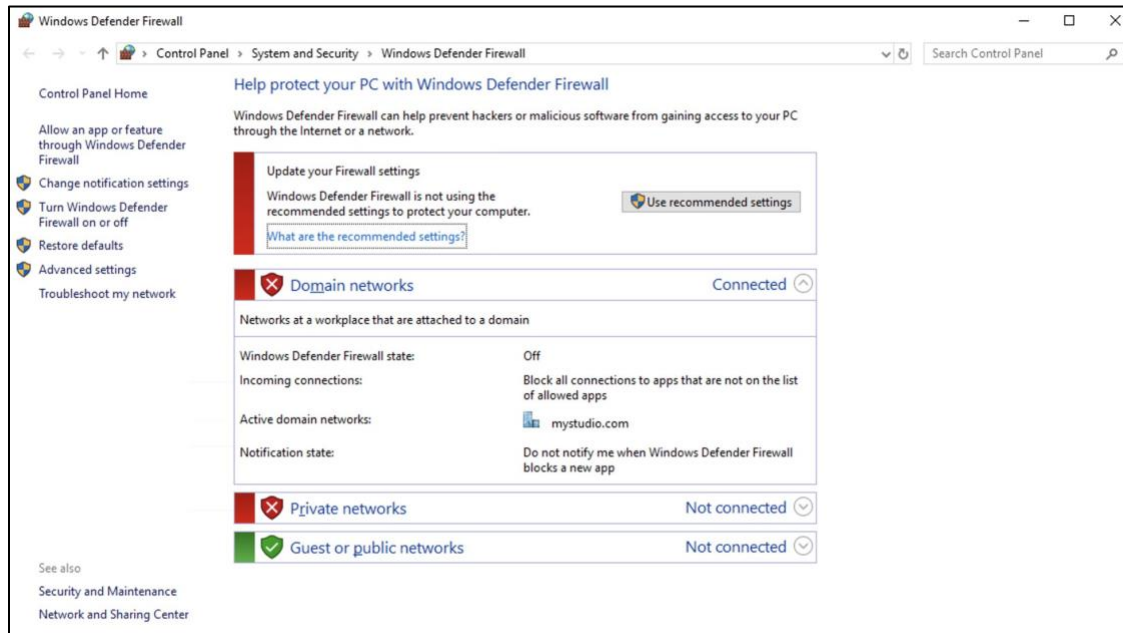 Windows Defender Firewall
Control Panel > System and Security > Windows Defender Firewall
Search Control Panel
Control Panel Home
Allow an app or feature
through Windows Defender
Firewall
Change notification settings
Turn Windows Defender
Firewall on or off
Restore defaults
Advanced settings
Troubleshoot my network
See also
Security and Maintenance
Network and Sharing Center
Help protect your PC with Windows Defender Firewall
Windows Defender Firewall can help prevent hackers or malicious software from gaining access to your PC
through the Internet or a network.
Update your Firewall settings
Windows Defender Firewall is not using the
recommended settings to protect your computer.
What are the recommended settings?
Use recommended settings
Domain networks Connected
Networks at a workplace that are attached to a domain
Windows Defender Firewall state: Off
Incoming connections: Block all connections to apps that are not on the list
of allowed apps
Active domain networks: mystudio.com
Notification state: Do not notify me when Windows Defender Firewall
blocks a new app
Private networks Not connected
Guest or public networks Not connected